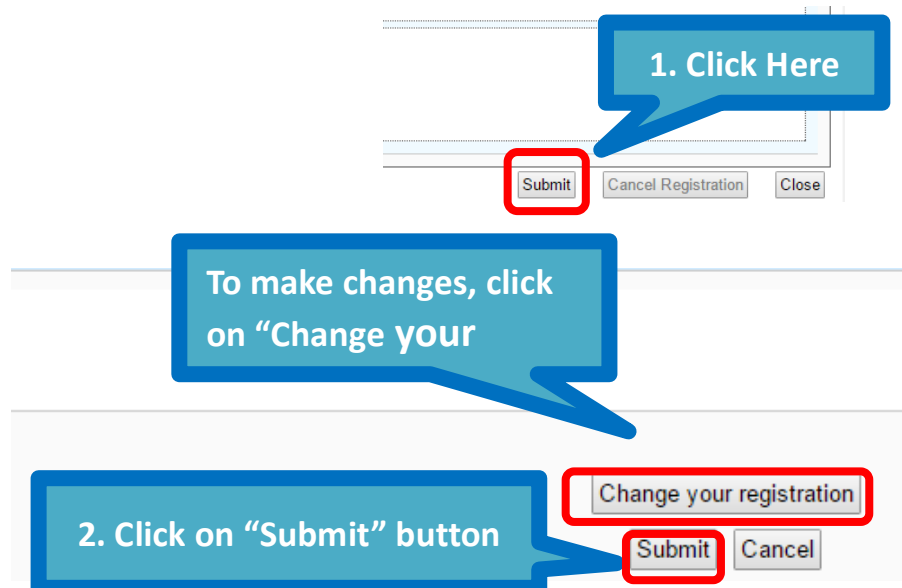 1. Click Here
Submit Cancel Registration Close
To make changes, click
on “Change your
Change your registration
2. Click on “Submit” button
Submit Cancel